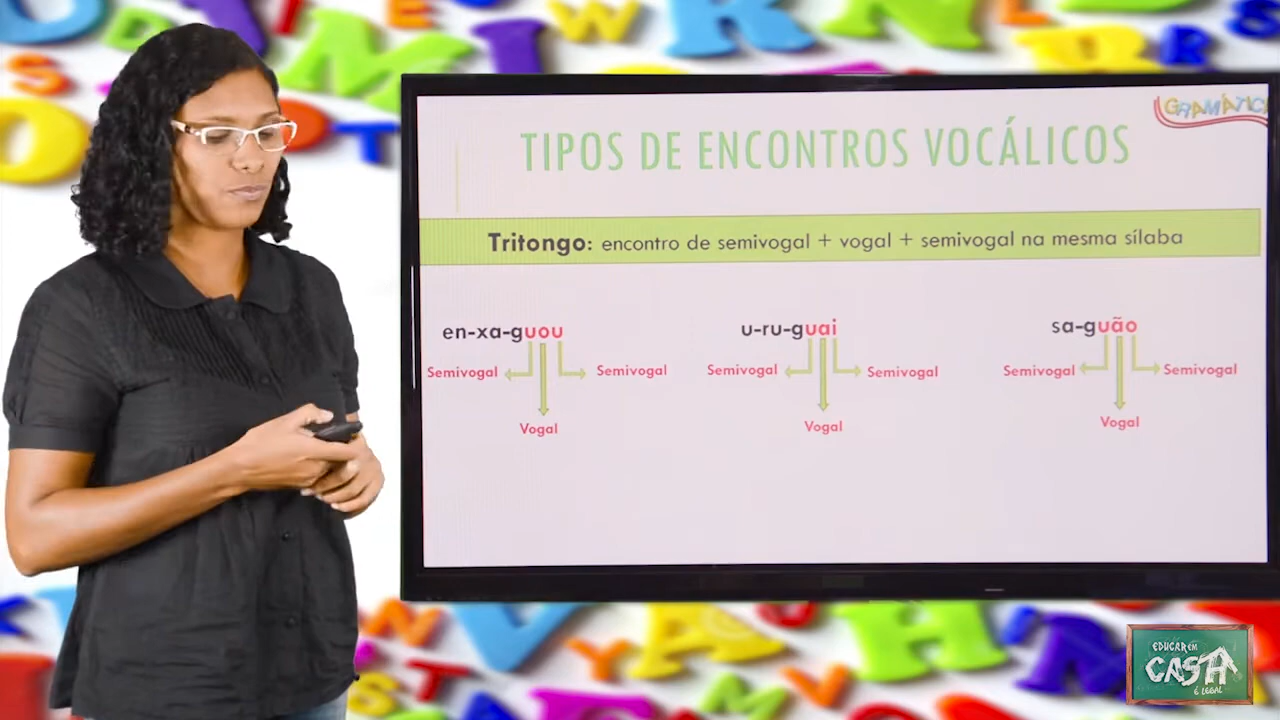 GRAMÁTIC
TIPOS DE ENCONTROS VOCÁLICOS
Tritongo: encontro de semivogal + vogal + semivogal na mesma sílaba
en-xa-guou
u-ru-guai
sa-guão
Semivogal Semivogal Semivogal Semivogal Semivogal Semivogal
Vogal Vogal Vogal
EDUCAR EM
CASA
É LEGAL